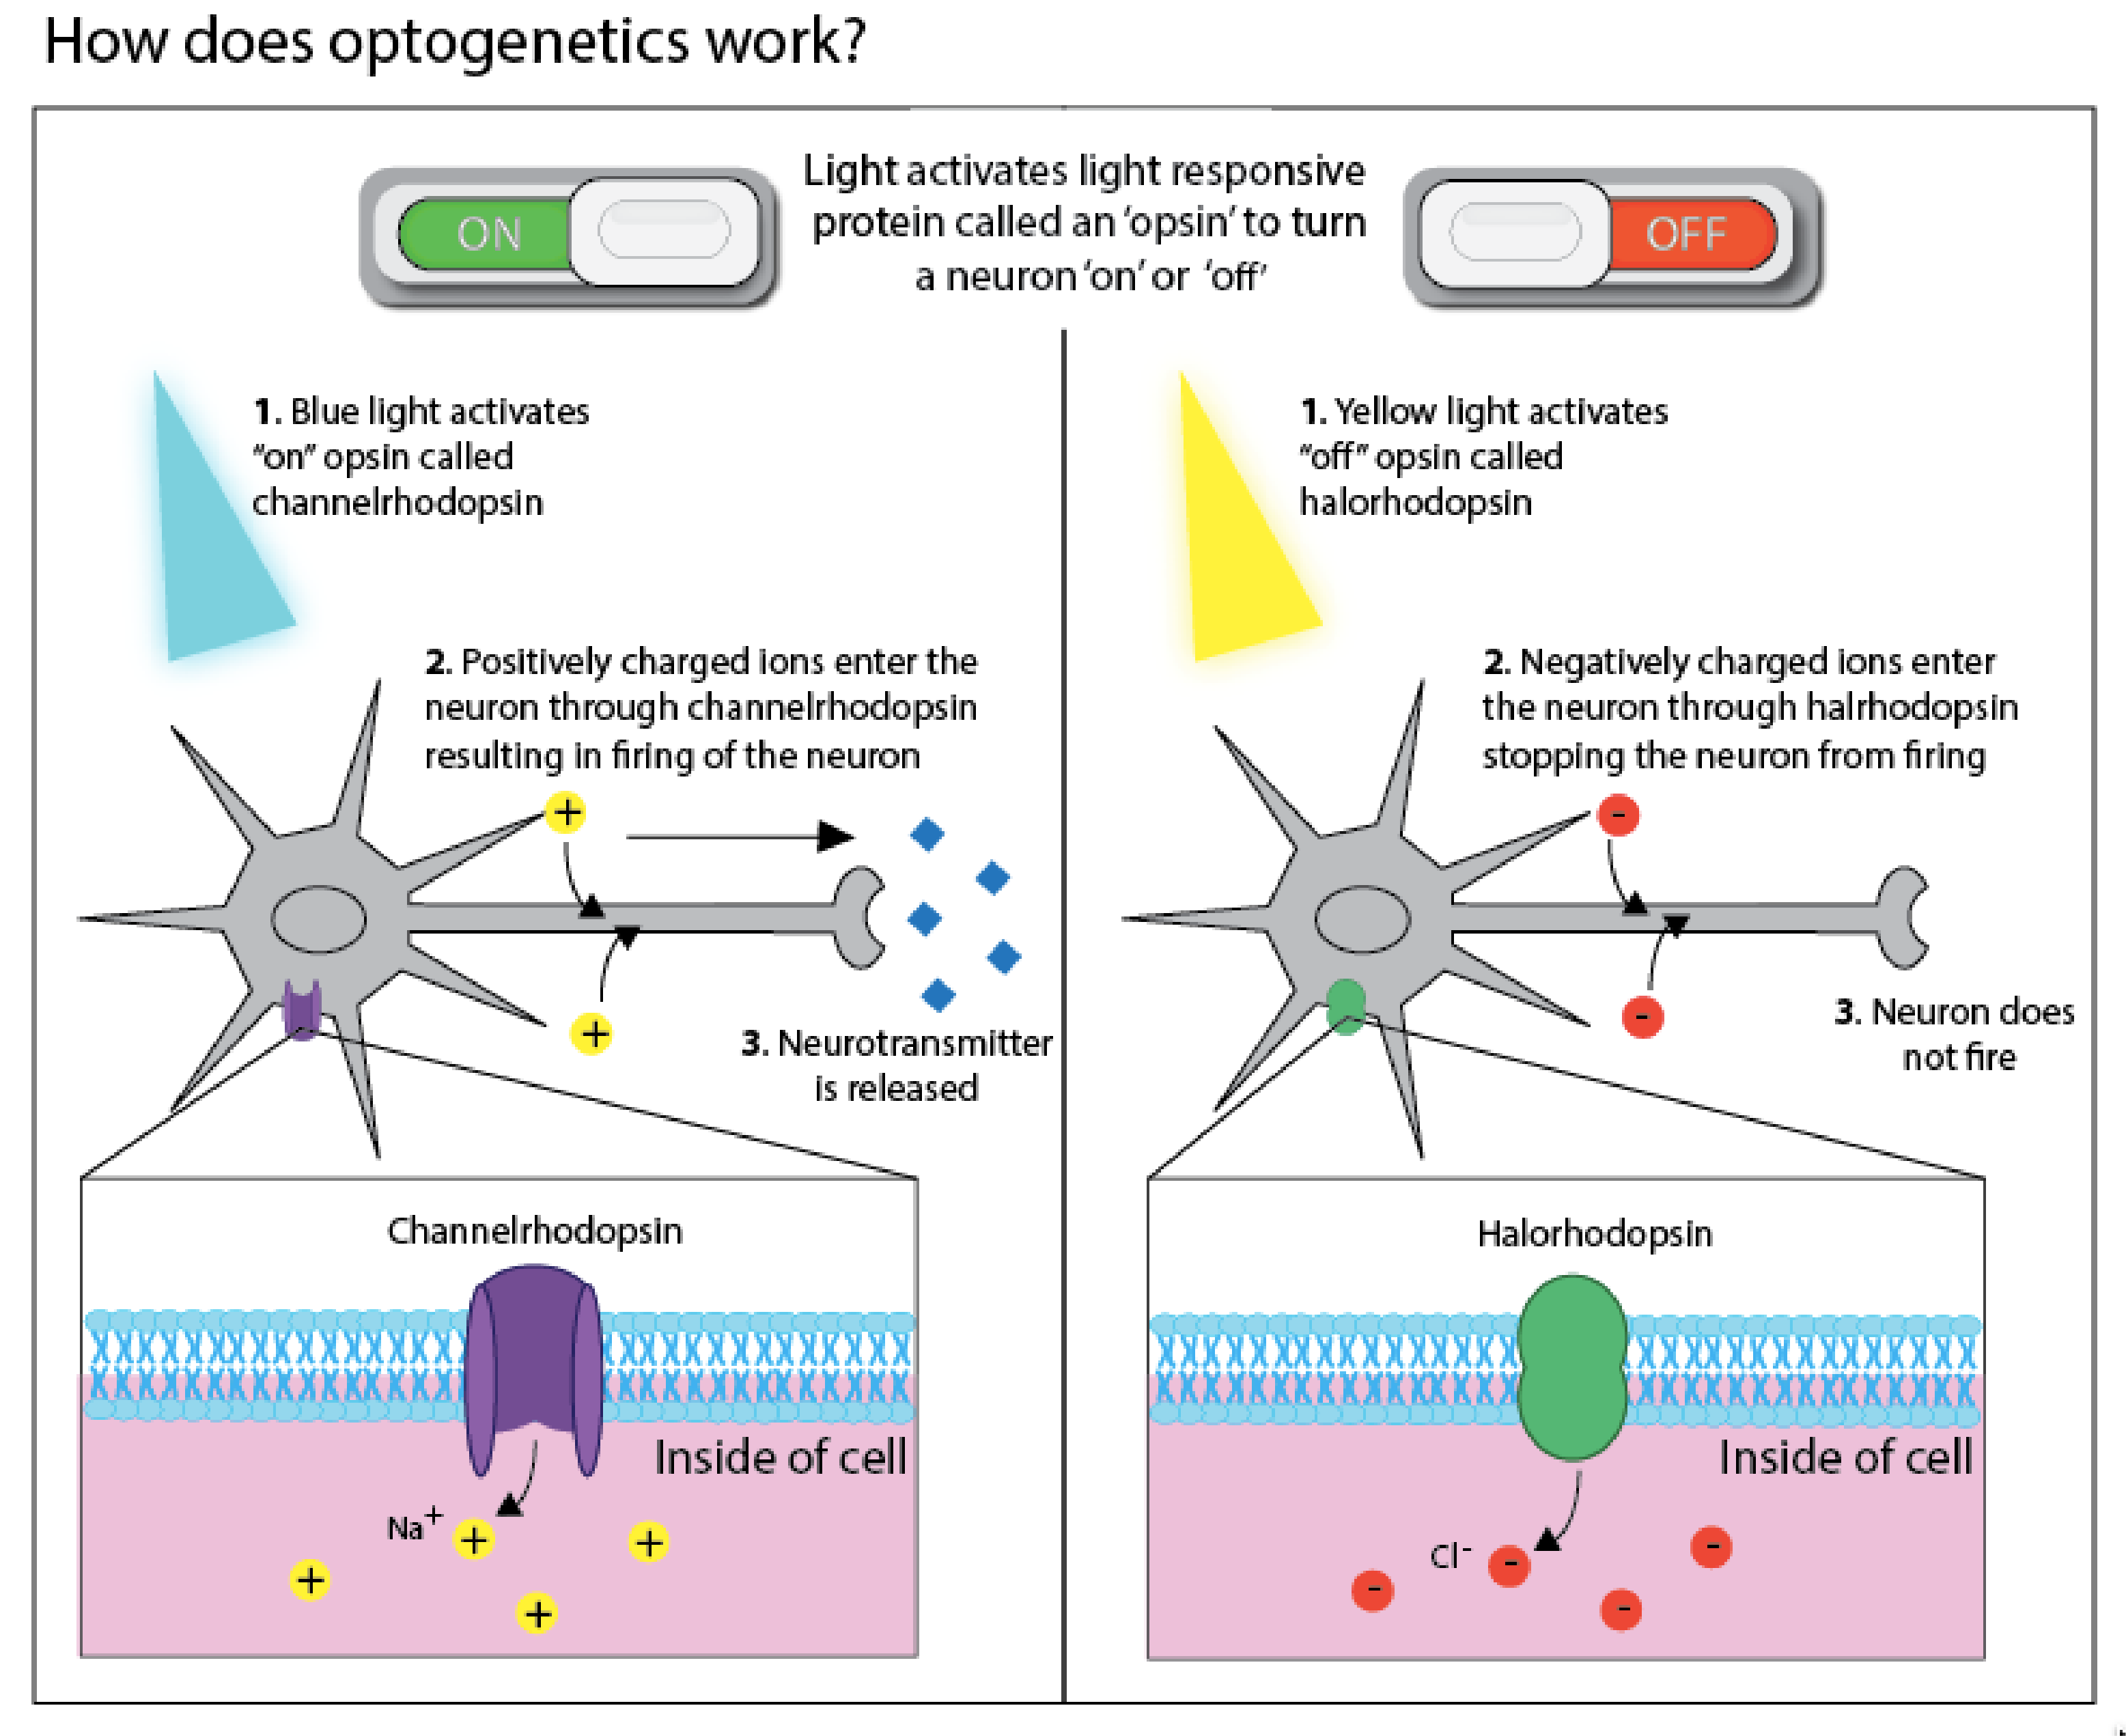 How does optogenetics work?
ON
Light activates light responsive
protein called an ‘opsin’ to turn
a neuron ‘on’ or ‘off’
OFF
1. Blue light activates
“on” opsin called
channelrhodopsin
2. Positively charged ions enter the
neuron through channelrhodopsin
resulting in firing of the neuron
+
+
3. Neurotransmitter
is released
Channelrhodopsin
Inside of cell
Na+
+
+
+
+
1. Yellow light activates
“off” opsin called
halorhodopsin
2. Negatively charged ions enter
the neuron through halrhodopsin
stopping the neuron from firing
-
-
3. Neuron does
not fire
Halorhodopsin
Inside of cell
Cl-
-
-
-
-